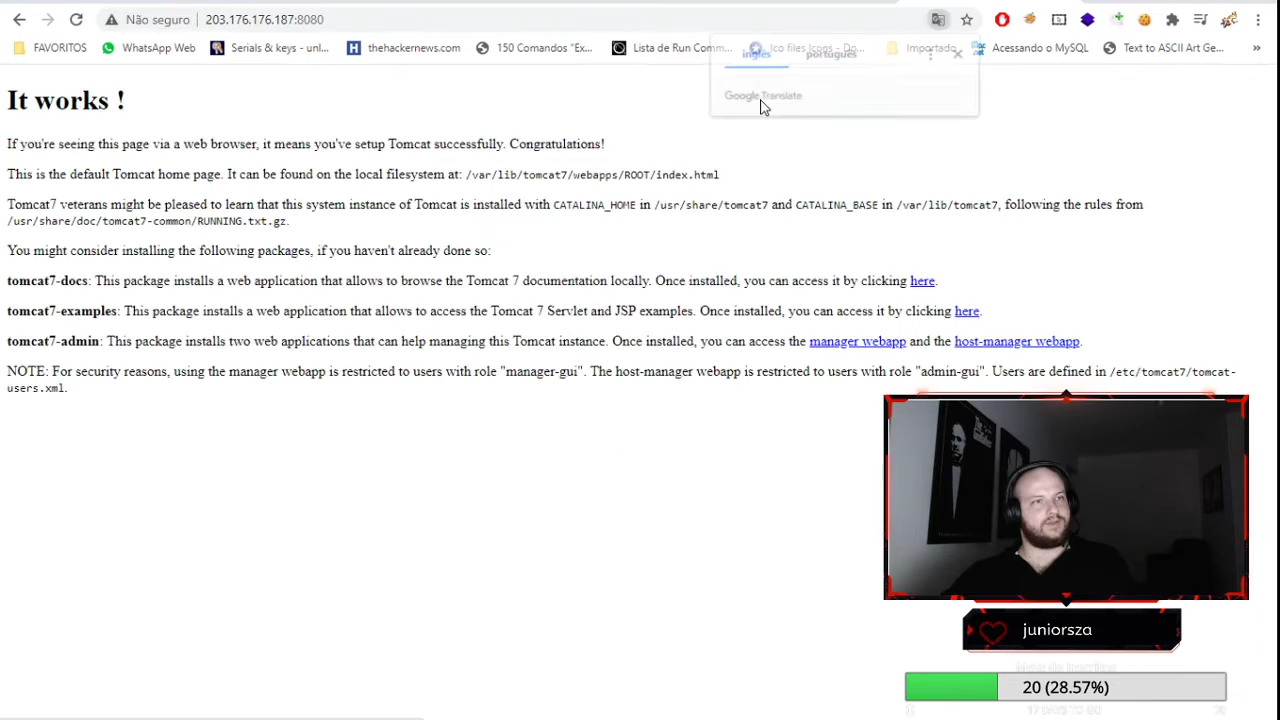 Não seguro
203.176.176.187:8080
FAVORITOS
WhatsApp Web
Serials & keys - unl...
thehackernews.com
150 Comandos "Ex...
Lista de Run Comm...
Ico files Icons - Do...
Importado
Acessando o MySQL
Text to ASCII Art Ge...
»
inglês
português
Google Translate
It works !
If you're seeing this page via a web browser, it means you've setup Tomcat successfully. Congratulations!
This is the default Tomcat home page. It can be found on the local filesystem at: /var/lib/tomcat7/webapps/ROOT/index.html
Tomcat7 veterans might be pleased to learn that this system instance of Tomcat is installed with CATALINA_HOME in /usr/share/tomcat7 and CATALINA_BASE in /var/lib/tomcat7, following the rules from
/usr/share/doc/tomcat7-common/RUNNING.txt.gz.
You might consider installing the following packages, if you haven't already done so:
tomcat7-docs: This package installs a web application that allows to browse the Tomcat 7 documentation locally. Once installed, you can access it by clicking here.
tomcat7-examples: This package installs a web application that allows to access the Tomcat 7 Servlet and JSP examples. Once installed, you can access it by clicking here.
tomcat7-admin: This package installs two web applications that can help managing this Tomcat instance. Once installed, you can access the manager webapp and the host-manager webapp.
NOTE: For security reasons, using the manager webapp is restricted to users with role "manager-gui". The host-manager webapp is restricted to users with role "admin-gui". Users are defined in /etc/tomcat7/tomcat-
users.xml.
juniorsza
Meta de Inscritos
20 (28.57%)